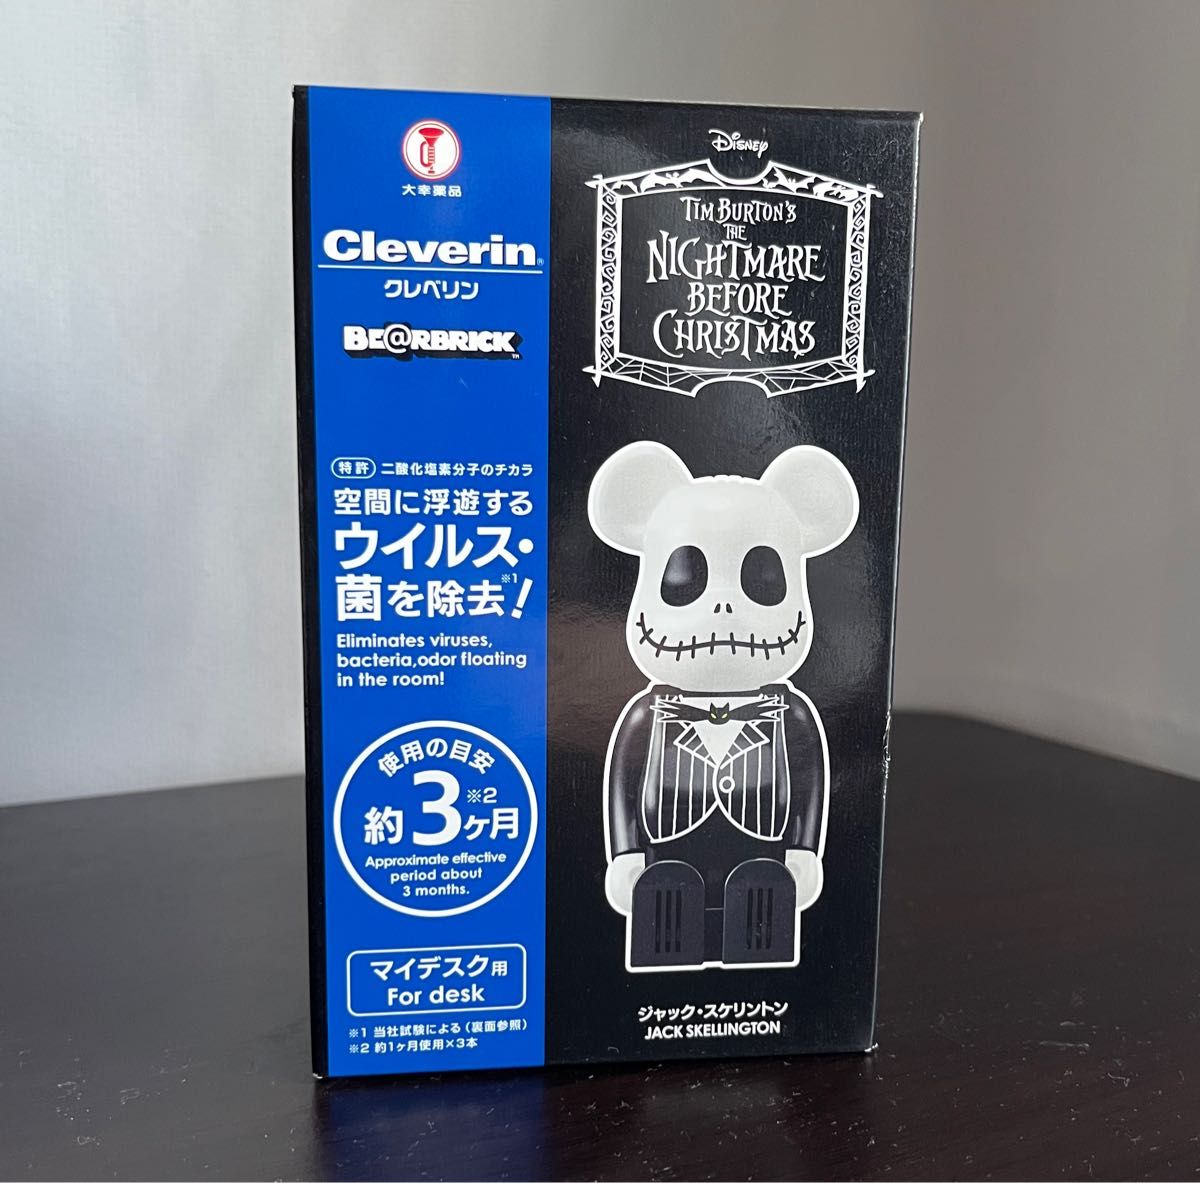 大幸薬品
Cleverin®
クレベリン
BE@RBRICK™
特許 二酸化塩素分子のチカラ
空間に浮遊する
ウイルス・
菌を除去!※1
Eliminates viruses,
bacteria,odor floating
in the room!
使用の目安
約3ヶ月※2
Approximate effective
period about
3 months.
マイデスク用
For desk
※1 当社試験による(裏面参照)
※2 約1ヶ月使用×3本
Disney
TIM BURTON'S
THE
NIGHTMARE
BEFORE
CHRISTMAS
ジャック・スケリントン
JACK SKELLINGTON